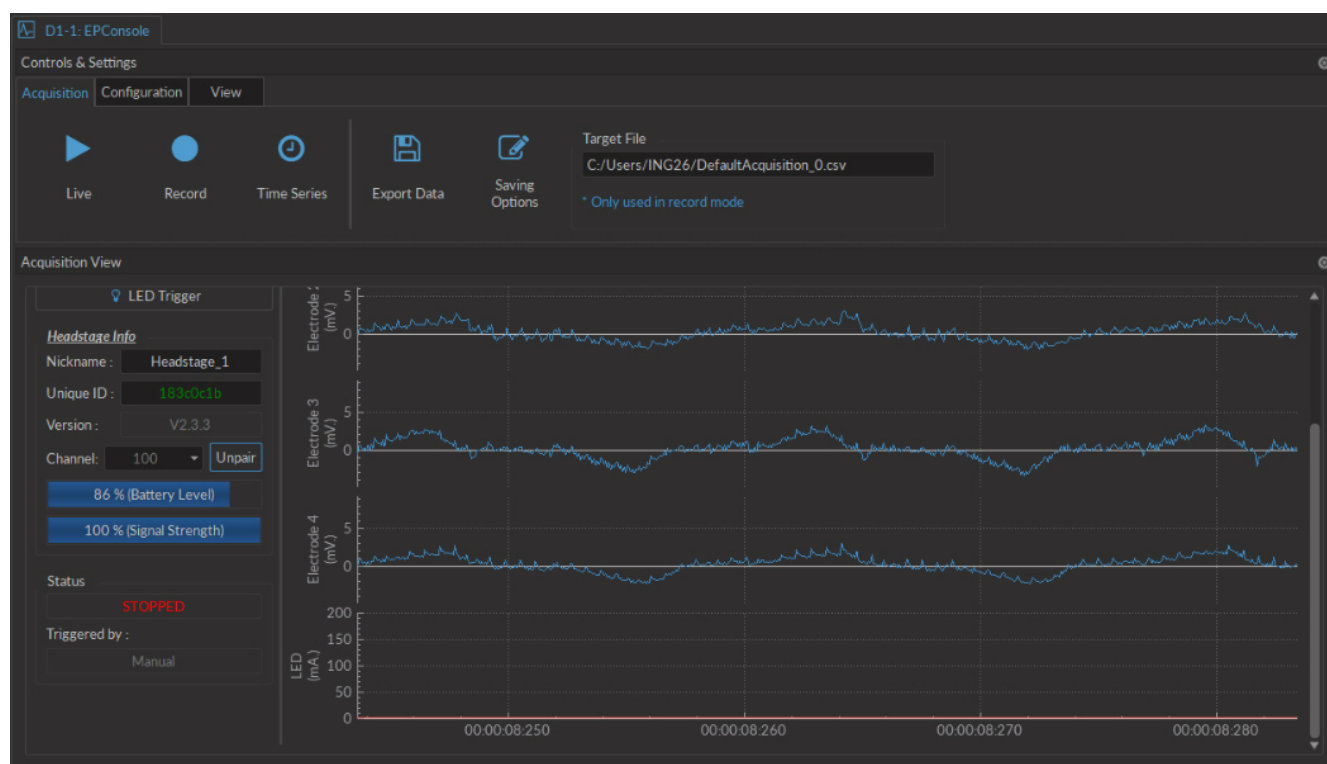 D1-1: EPConsole
Controls & Settings
Acquisition Configuration View
Live
Record
Time Series
Export Data
Saving
Options
Target File
C:/Users/ING26/DefaultAcquisition_0.csv
* Only used in record mode
Acquisition View
LED Trigger
Headstage Info
Nickname : Headstage_1
Unique ID : 183c0c1b
Version : V2.3.3
Channel: 100 Unpair
86 % (Battery Level)
100 % (Signal Strength)
Status
STOPPED
Triggered by :
Manual
Electrode
(mV.)
5
0
Electrode 3
(mV.)
5
0
Electrode 4
(mV.)
5
0
LED
(mA.)
200
150
100
50
0
00:00:08:250 00:00:08:260 00:00:08:270 00:00:08:280